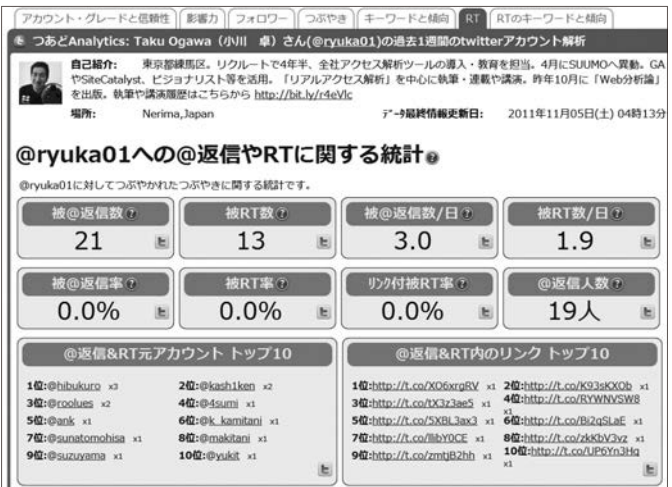 アカウント・グレードと信頼性 影響力 フォロワー つぶやき キーワードと傾向 RT RTのキーワードと傾向
つあどAnalytics: Taku Ogawa（小川　卓）さん(@ryuka01)の過去1週間のtwitterアカウント解析
自己紹介: 東京都練馬区。リクルートで4年半、全社アクセス解析ツールの導入・教育を担当。4月にSUUMOへ異動。GA
やSiteCatalyst、ビジョナリスト等を活用。「リアルアクセス解析」を中心に執筆・連載や講演。昨年10月に「Web分析論」
を出版。執筆や講演履歴はこちらから http://bit.ly/r4eVlc
場所: Nerima,Japan ﾃﾞｰﾀ最終情報更新日: 2011年11月05日(土) 04時13分
@ryuka01への@返信やRTに関する統計
@ryuka01に対してつぶやかれたつぶやきに関する統計です。
被@返信数 被RT数 被@返信数/日 被RT数/日
21 13 3.0 1.9
被@返信率 被RT率 ﾘﾝｸ付被RT率 @返信人数
0.0% 0.0% 0.0% 19人
@返信&RT元アカウント トップ10
1位:@hibukuro x3 2位:@kash1ken x2
3位:@roolues x2 4位:@4sumi x1
5位:@ank x1 6位:@k_kamitani x1
7位:@sunatomohisa x1 8位:@makitani x1
9位:@suzuyama x1 10位:@yukit x1
@返信&RT内のリンク トップ10
1位:http://t.co/XO6xrgRV x1 2位:http://t.co/K93sKXOb x1
3位:http://t.co/tX3z3ae5 x1 4位:http://t.co/RYWNVSW8
x1
5位:http://t.co/5XBL3ax3 x1 6位:http://t.co/Bi2qSLaE x1
7位:http://t.co/llibY0CE x1 8位:http://t.co/zkKbV3vz x1
9位:http://t.co/zmtjB2hh x1 10位:http://t.co/UP6Yn3Hq
x1